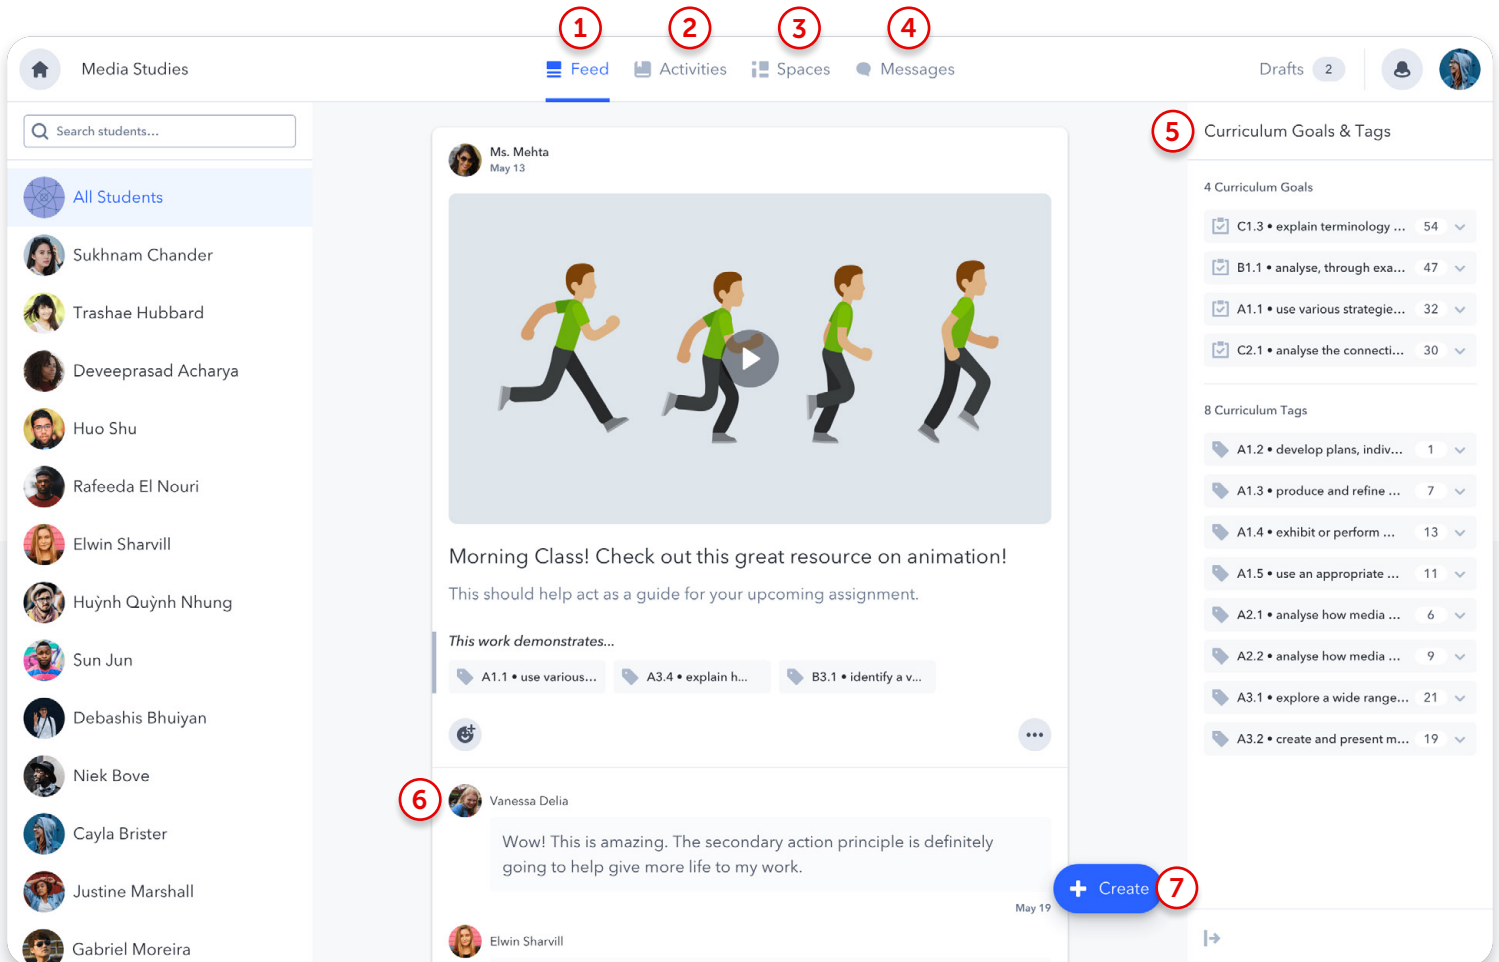 1
2
3
4
Media Studies
Feed
Activities
Spaces
Messages
Drafts 2
Search students...
All Students
Sukhnam Chander
Trashae Hubbard
Deveeprasad Acharya
Huo Shu
Rafeeda El Nouri
Elwin Sharvill
Huỳnh Quỳnh Nhung
Sun Jun
Debashis Bhuiyan
Niek Bove
Cayla Brister
Justine Marshall
Gabriel Moreira
Ms. Mehta
May 13
Morning Class! Check out this great resource on animation!
This should help act as a guide for your upcoming assignment.
This work demonstrates...
A1.1 • use various...
A3.4 • explain h...
B3.1 • identify a v...
6
Vanessa Delia
Wow! This is amazing. The secondary action principle is definitely
going to help give more life to my work.
May 19
Elwin Sharvill
Create
7
5
Curriculum Goals & Tags
4 Curriculum Goals
C1.3 • explain terminology ... 54
B1.1 • analyse, through exa... 47
A1.1 • use various strategie... 32
C2.1 • analyse the connecti... 30
8 Curriculum Tags
A1.2 • develop plans, indiv... 1
A1.3 • produce and refine ... 7
A1.4 • exhibit or perform ... 13
A1.5 • use an appropriate ... 11
A2.1 • analyse how media ... 6
A2.2 • analyse how media ... 9
A3.1 • explore a wide range... 21
A3.2 • create and present m... 19